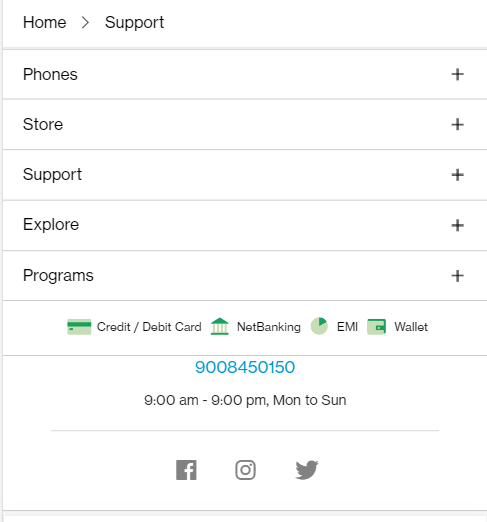 Home > Support
Phones +
Store +
Support +
Explore +
Programs +
Credit / Debit Card NetBanking EMI Wallet
9008450150
9:00 am - 9:00 pm, Mon to Sun